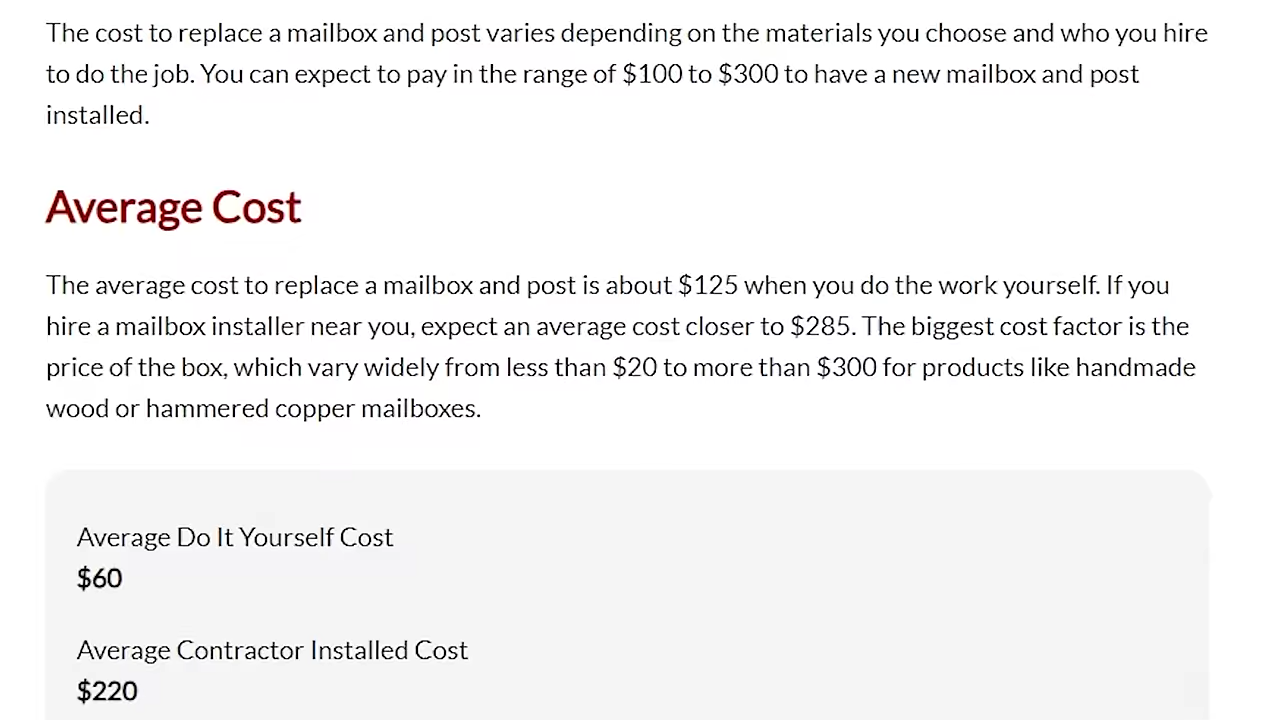 The cost to replace a mailbox and post varies depending on the materials you choose and who you hire
to do the job. You can expect to pay in the range of $100 to $300 to have a new mailbox and post
installed.
Average Cost
The average cost to replace a mailbox and post is about $125 when you do the work yourself. If you
hire a mailbox installer near you, expect an average cost closer to $285. The biggest cost factor is the
price of the box, which vary widely from less than $20 to more than $300 for products like handmade
wood or hammered copper mailboxes.
Average Do It Yourself Cost
$60
Average Contractor Installed Cost
$220